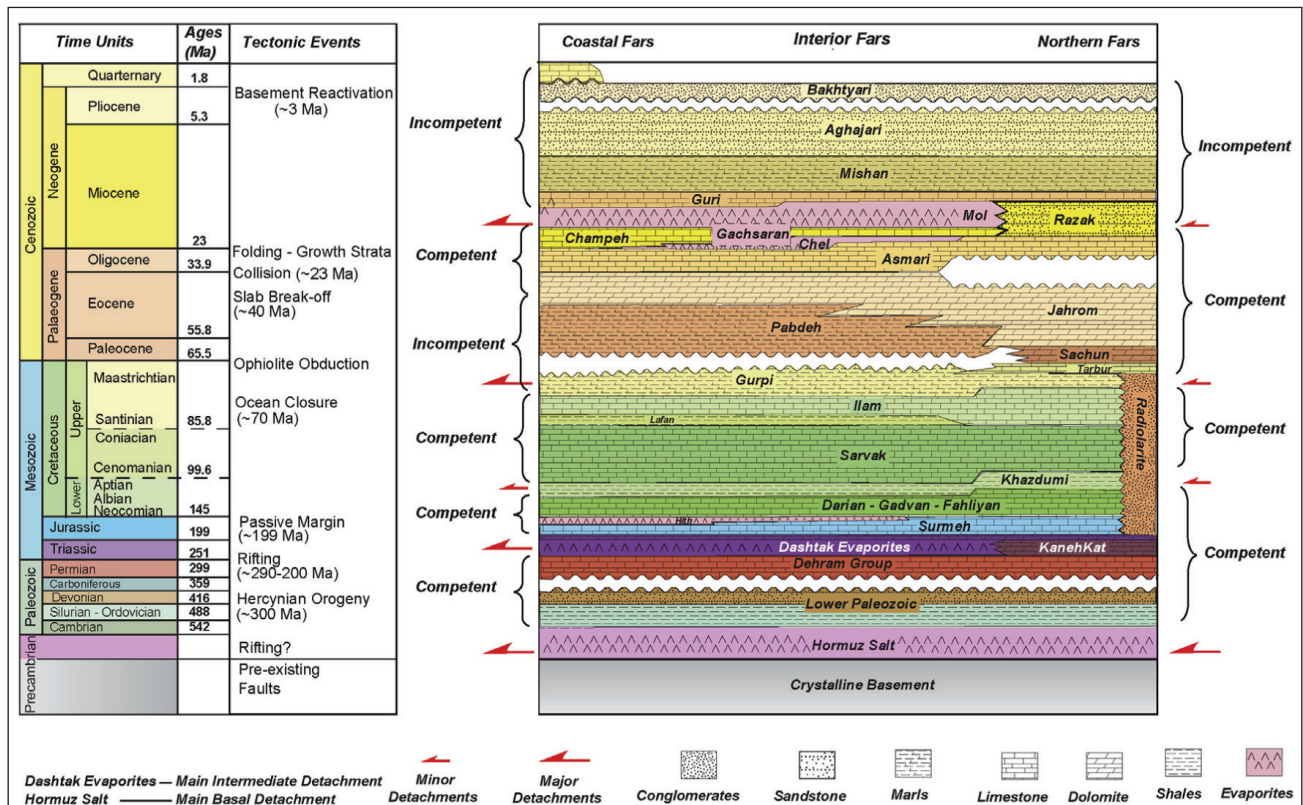 Time Units
Ages
(Ma)
Tectonic Events
Cenozoic
Neogene
Quarternary
1.8
Pliocene
5.3
Miocene
23
Palaeogene
Oligocene
33.9
Eocene
55.8
Paleocene
65.5
Mesozoic
Cretaceous
Upper
Maastrichtian
Santinian
85.8
Coniacian
Cenomanian
99.6
Lower
Aptian
Albian
Neocomian
145
Jurassic
199
Triassic
251
Paleozoic
Permian
299
Carboniferous
359
Devonian
416
Silurian - Ordovician
488
Cambrian
542
Precambrian
Basement Reactivation
(~3 Ma)
Folding - Growth Strata
Collision (~23 Ma)
Slab Break-off
(~40 Ma)
Ophiolite Obduction
Ocean Closure
(~70 Ma)
Passive Margin
(~199 Ma)
Rifting
(~290-200 Ma)
Hercynian Orogeny
(~300 Ma)
Rifting?
Pre-existing
Faults
Incompetent
Competent
Incompetent
Competent
Competent
Competent
Coastal Fars
Interior Fars
Northern Fars
Bakhtyari
Aghajari
Mishan
Guri
Mol
Razak
Champeh
Gachsaran
Chel
Asmari
Jahrom
Pabdeh
Sachun
Tarbur
Gurpi
Ilam
Lafan
Sarvak
Radiolarite
Khazdumi
Darian - Gadvan - Fahliyan
Hith
Surmeh
Dashtak Evaporites
KanehKat
Dehram Group
Lower Paleozoic
Hormuz Salt
Crystalline Basement
Incompetent
Competent
Competent
Competent
Dashtak Evaporites — Main Intermediate Detachment
Hormuz Salt — Main Basal Detachment
Minor
Detachments
Major
Detachments
Conglomerates
Sandstone
Marls
Limestone
Dolomite
Shales
Evaporites